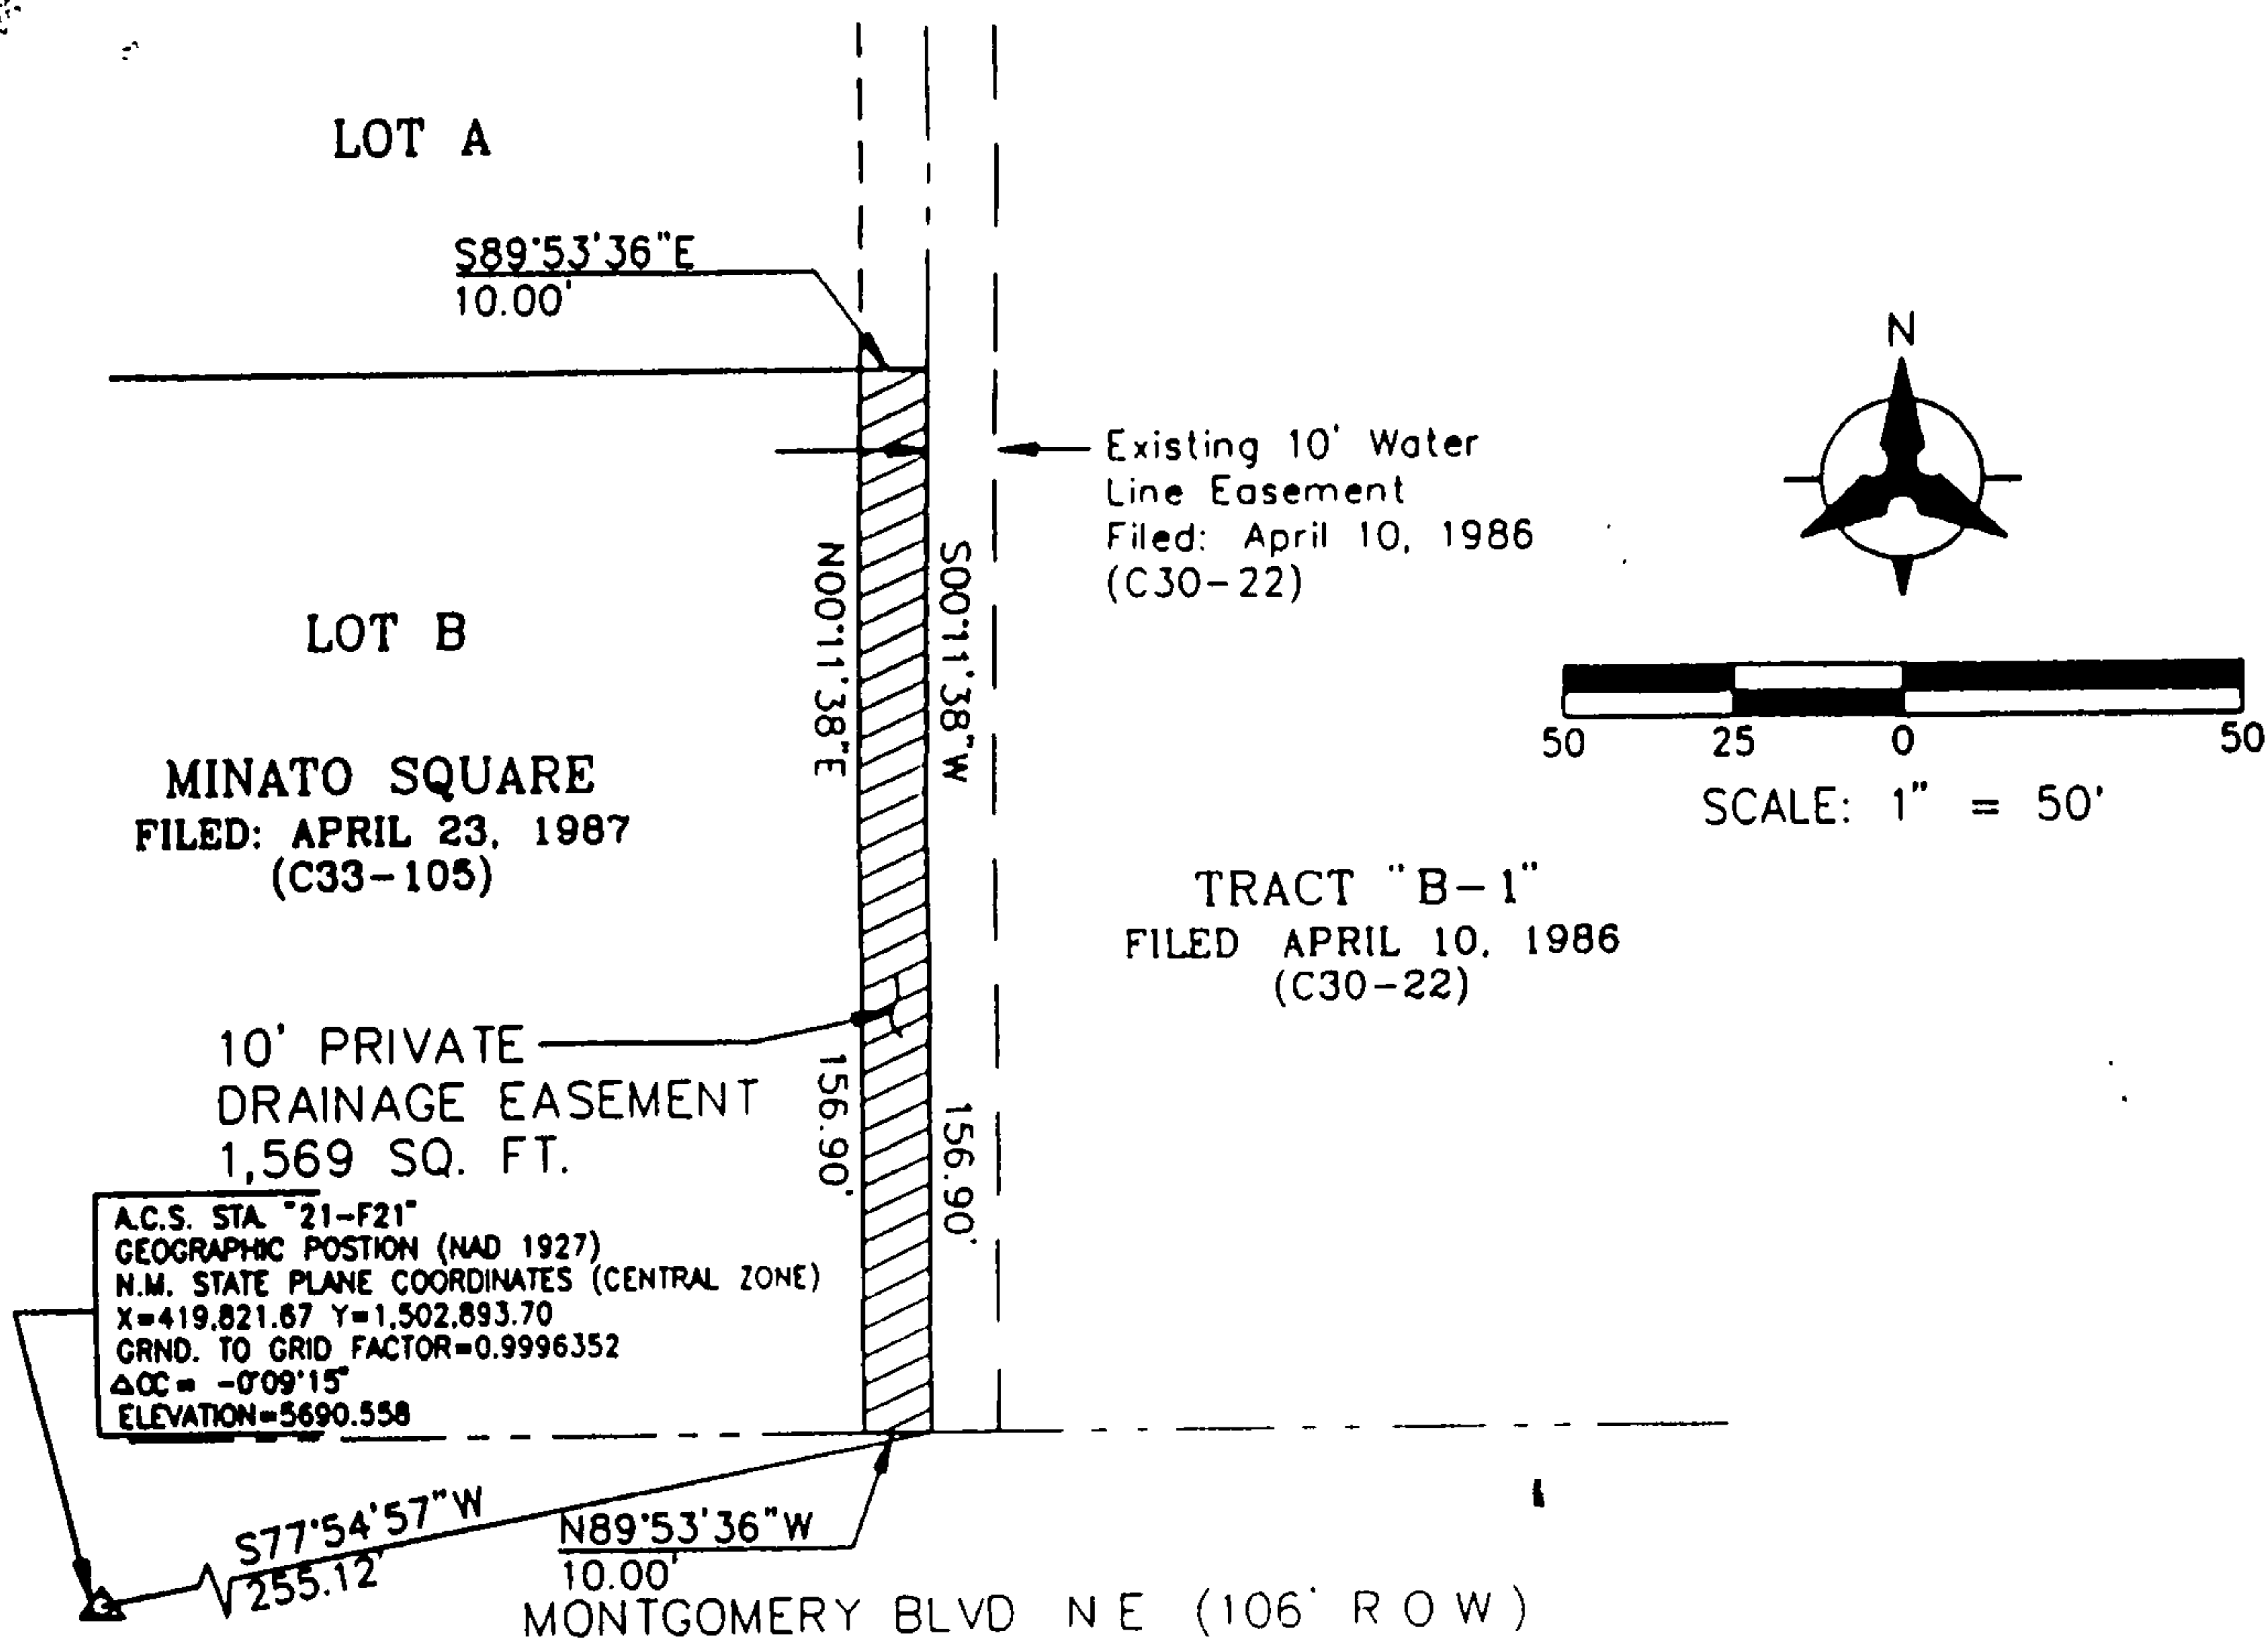 LOT A
S89°53'36"E
10.00'
N
Existing 10' Water
Line Easement
Filed: April 10, 1986
(C30-22)
N00°11'38"E
S00°11'38"W
LOT B
50 25 0 50
SCALE: 1" = 50'
MINATO SQUARE
FILED: APRIL 23, 1987
(C33-105)
TRACT "B-1"
FILED APRIL 10, 1986
(C30-22)
10' PRIVATE
DRAINAGE EASEMENT
1,569 SQ. FT.
156.90'
156.90'
A.C.S. STA. "21-F21"
GEOGRAPHIC POSTION (NAD 1927)
N.M. STATE PLANE COORDINATES (CENTRAL ZONE)
X=419,821.67 Y=1,502,893.70
GRND. TO GRID FACTOR=0.9996352
Δ∝= -0°09'15"
ELEVATION=5690.558
S77°54'57"W
255.12'
N89°53'36"W
10.00'
MONTGOMERY BLVD NE (106' ROW)